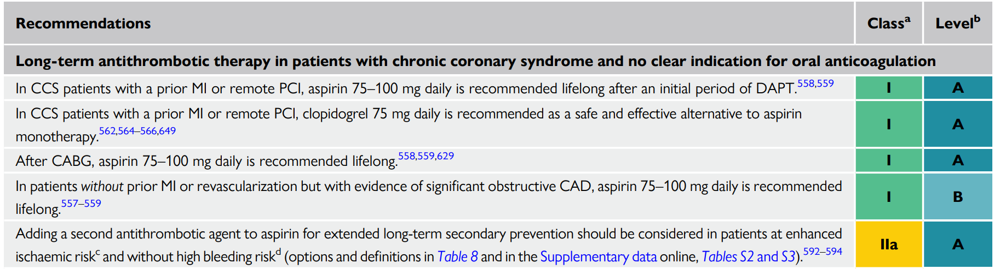 Recommendations Classᵃ Levelᵇ
Long-term antithrombotic therapy in patients with chronic coronary syndrome and no clear indication for oral anticoagulation
In CCS patients with a prior MI or remote PCI, aspirin 75–100 mg daily is recommended lifelong after an initial period of DAPT.558,559 I A
In CCS patients with a prior MI or remote PCI, clopidogrel 75 mg daily is recommended as a safe and effective alternative to aspirin
monotherapy.562,564–566,649 I A
After CABG, aspirin 75–100 mg daily is recommended lifelong.558,559,629 I A
In patients without prior MI or revascularization but with evidence of significant obstructive CAD, aspirin 75–100 mg daily is recommended
lifelong.557–559 I B
Adding a second antithrombotic agent to aspirin for extended long-term secondary prevention should be considered in patients at enhanced
ischaemic riskᶜ and without high bleeding riskᵈ (options and definitions in Table 8 and in the Supplementary data online, Tables S2 and S3).592–594 IIa A